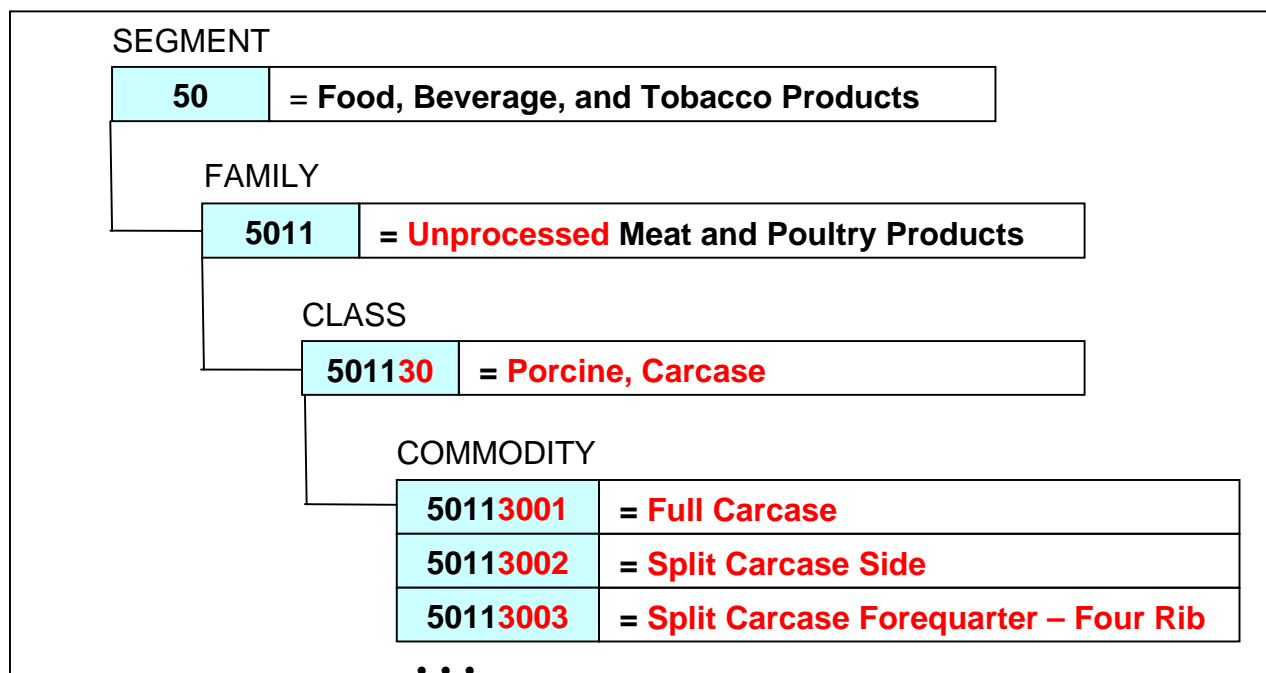 SEGMENT
50 = Food, Beverage, and Tobacco Products
FAMILY
5011 = Unprocessed Meat and Poultry Products
CLASS
501130 = Porcine, Carcase
COMMODITY
50113001 = Full Carcase
50113002 = Split Carcase Side
50113003 = Split Carcase Forequarter – Four Rib
. . .